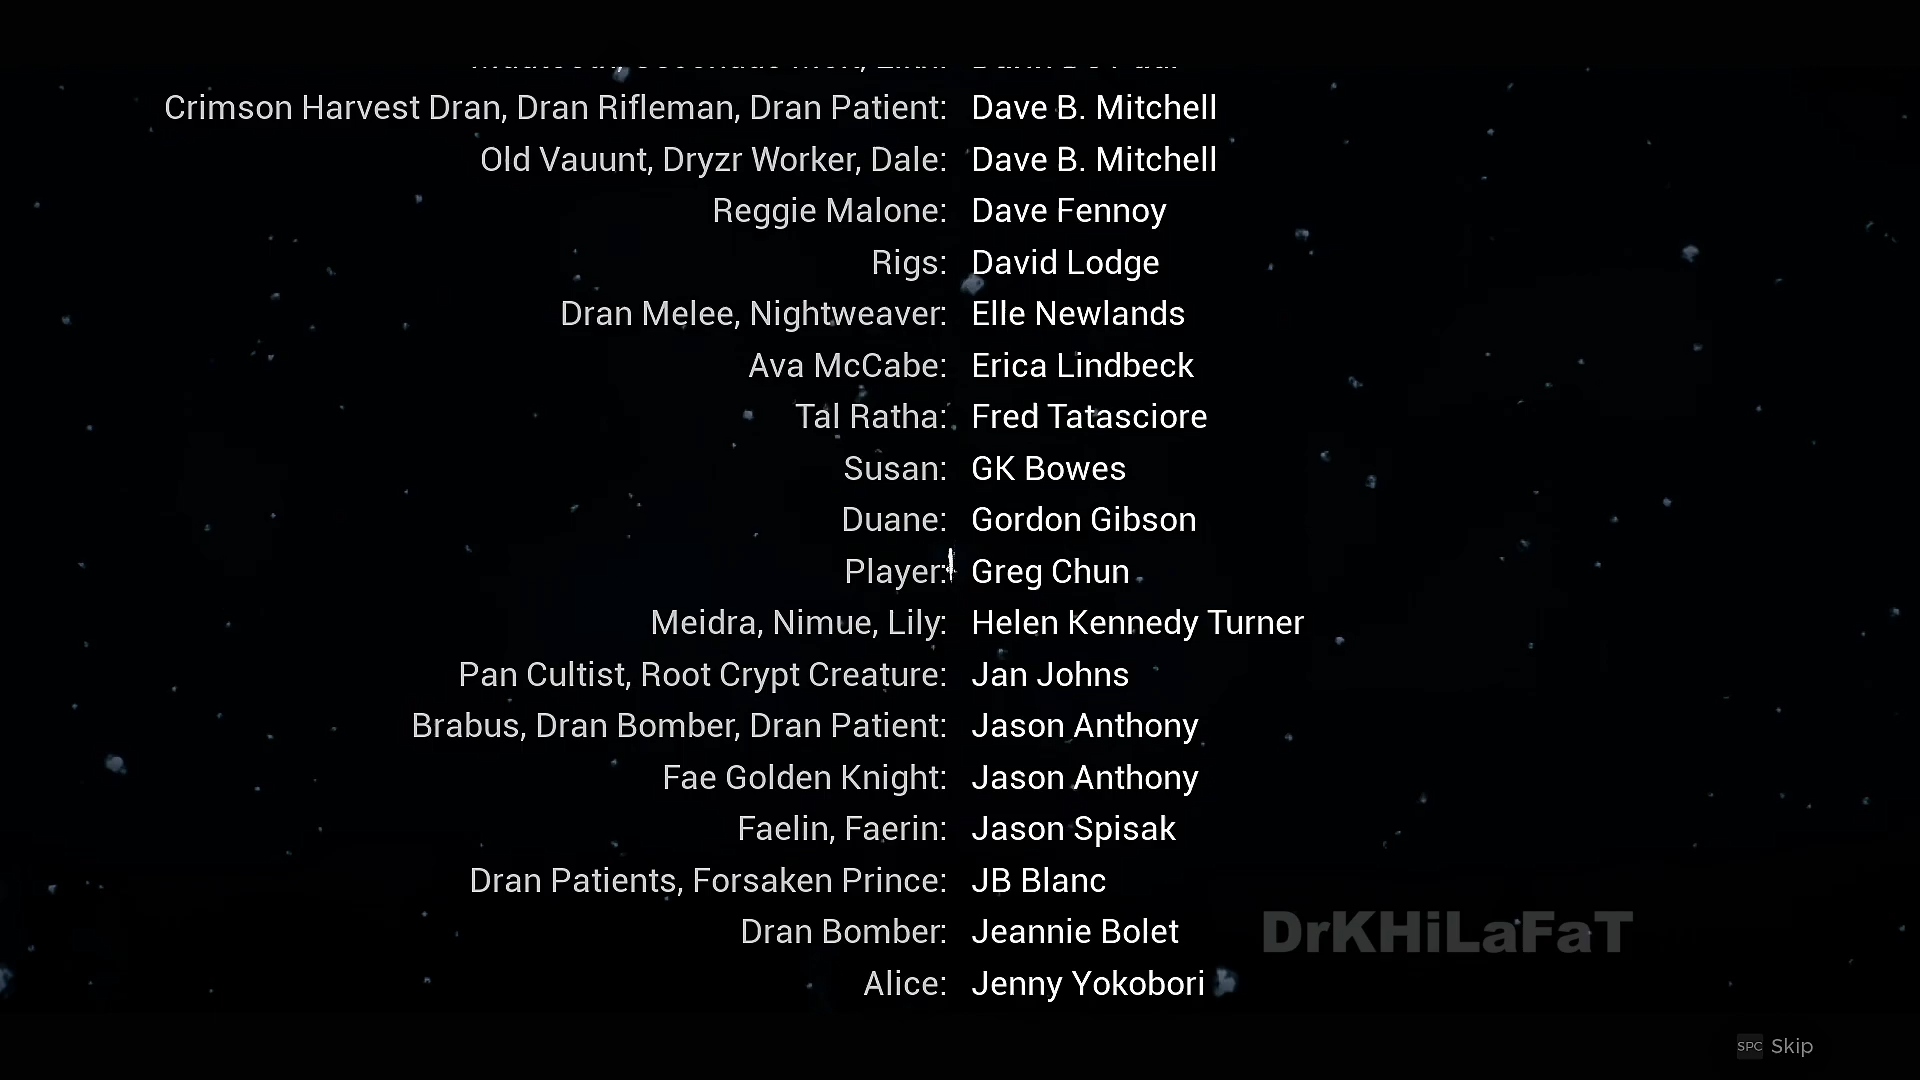 Crimson Harvest Dran, Dran Rifleman, Dran Patient: Dave B. Mitchell
Old Vauunt, Dryzr Worker, Dale: Dave B. Mitchell
Reggie Malone: Dave Fennoy
Rigs: David Lodge
Dran Melee, Nightweaver: Elle Newlands
Ava McCabe: Erica Lindbeck
Tal Ratha: Fred Tatasciore
Susan: GK Bowes
Duane: Gordon Gibson
Player: Greg Chun
Meidra, Nimue, Lily: Helen Kennedy Turner
Pan Cultist, Root Crypt Creature: Jan Johns
Brabus, Dran Bomber, Dran Patient: Jason Anthony
Fae Golden Knight: Jason Anthony
Faelin, Faerin: Jason Spisak
Dran Patients, Forsaken Prince: JB Blanc
Dran Bomber: Jeannie Bolet
DrKHiLaFaT
Alice: Jenny Yokobori
SPC Skip